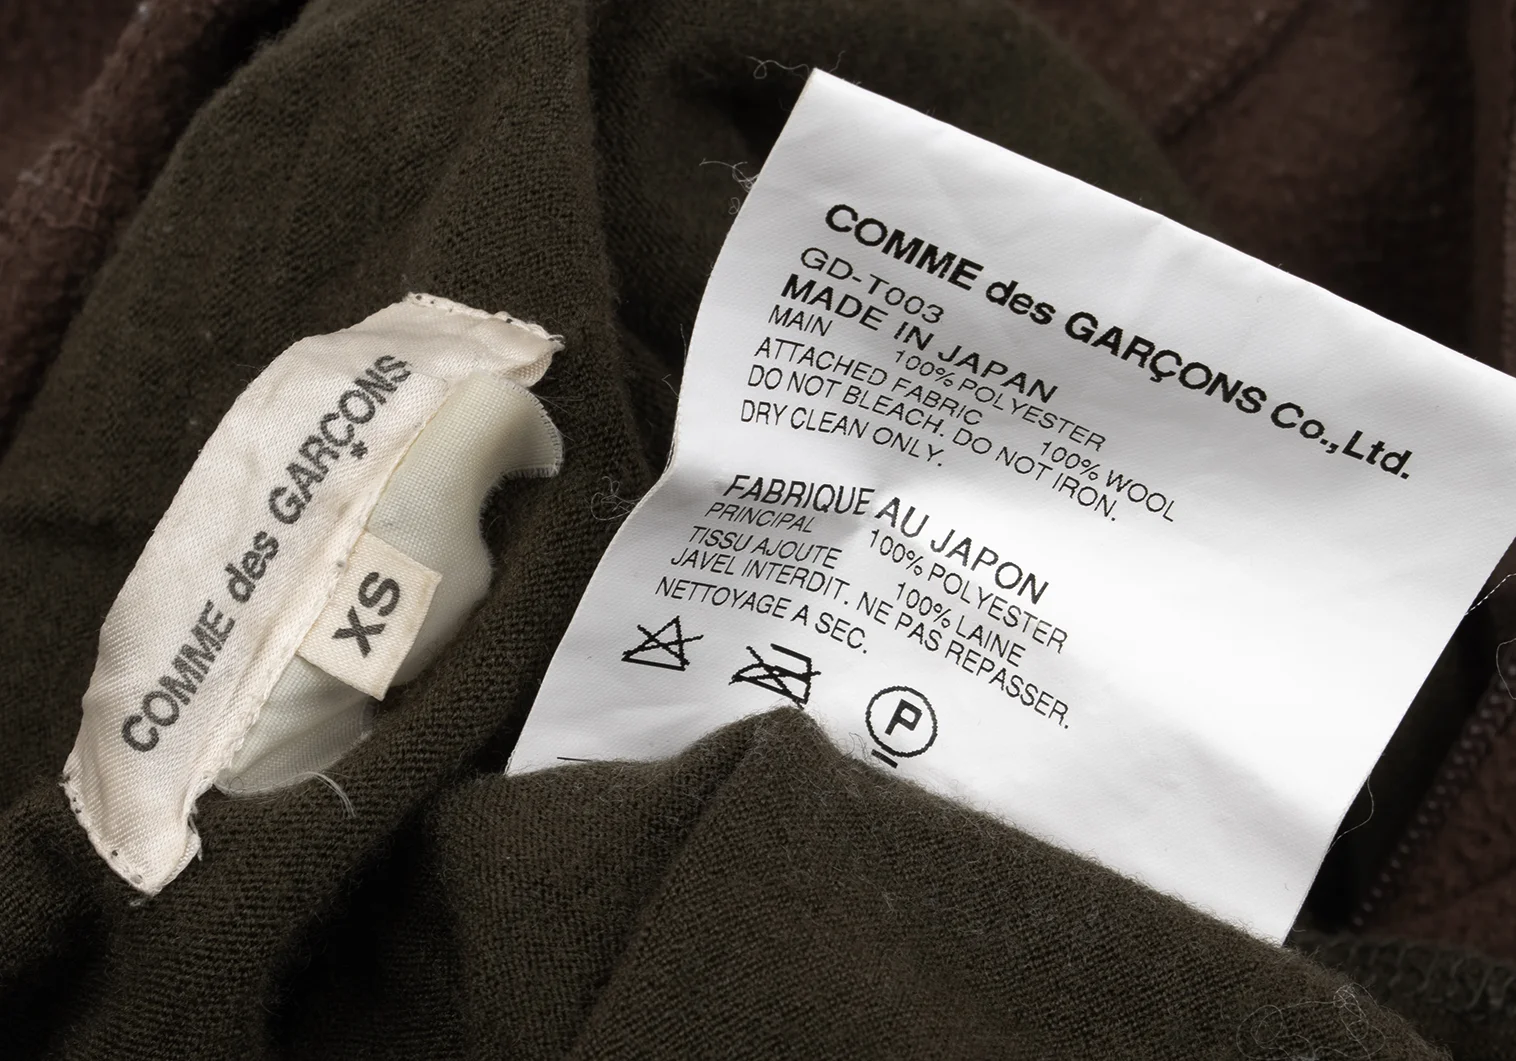 COMME des GARÇONS
XS
COMME des GARÇONS Co.,Ltd.
GD-T003
MADE IN JAPAN
MAIN 100% POLYESTER
ATTACHED FABRIC 100% WOOL
DO NOT BLEACH. DO NOT IRON.
DRY CLEAN ONLY.
FABRIQUE AU JAPON
PRINCIPAL 100% POLYESTER
TISSU AJOUTE 100% LAINE
JAVEL INTERDIT. NE PAS REPASSER.
NETTOYAGE A SEC.
P